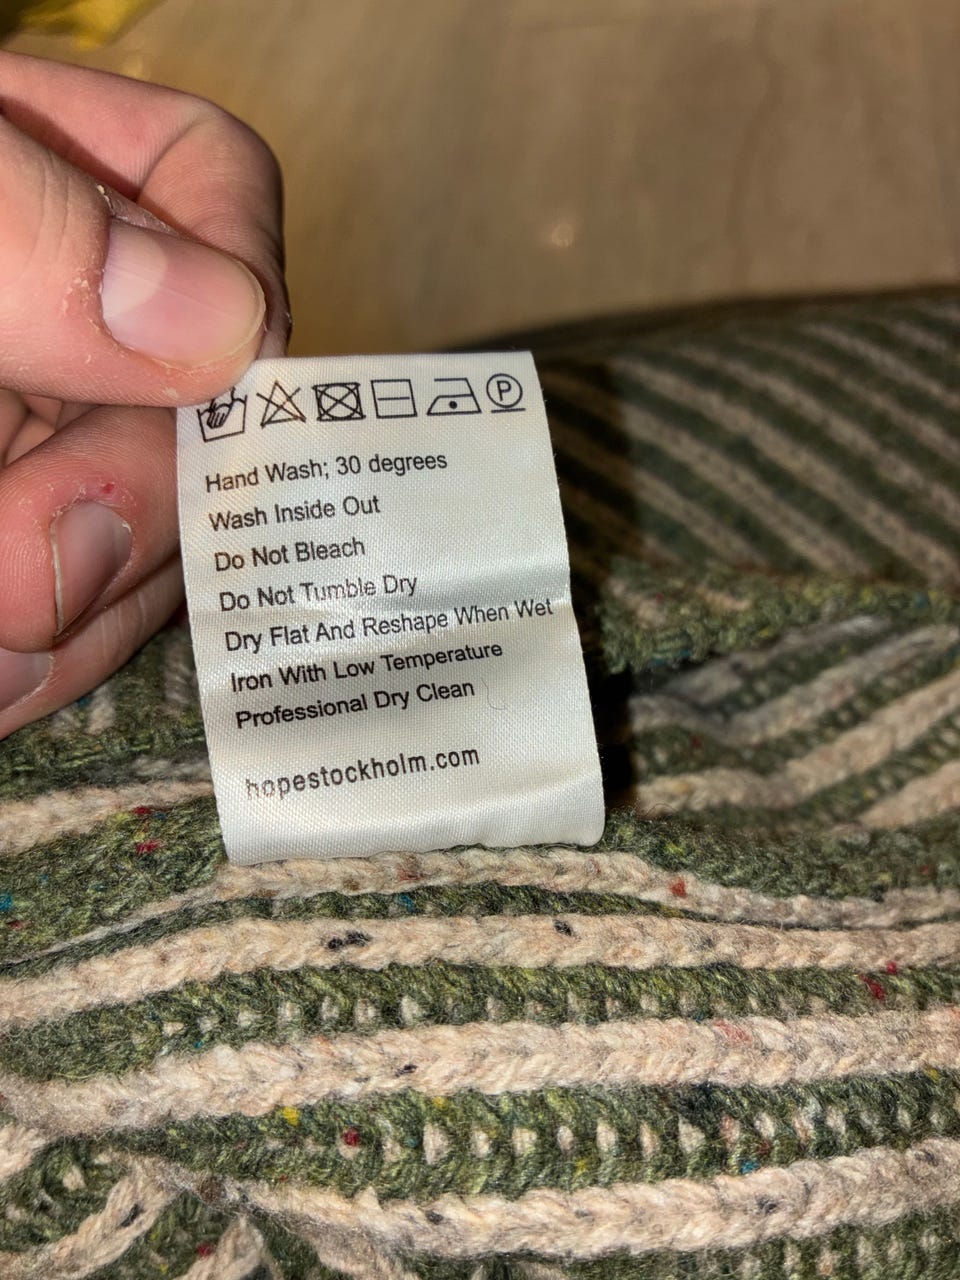 P
Hand Wash; 30 degrees
Wash Inside Out
Do Not Bleach
Do Not Tumble Dry
Dry Flat And Reshape When Wet
Iron With Low Temperature
Professional Dry Clean
hopestockholm.com